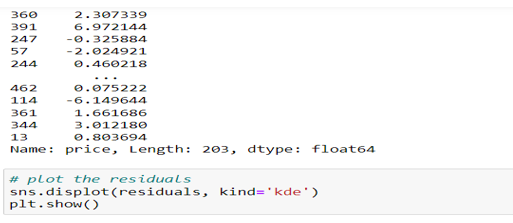 360 2.307339
391 6.972144
247 -0.325884
57 -2.024921
244 0.460218
...
462 0.075222
114 -6.149644
361 1.661686
344 3.012180
13 0.803694
Name: price, Length: 203, dtype: float64
# plot the residuals
sns.displot(residuals, kind='kde')
plt.show()